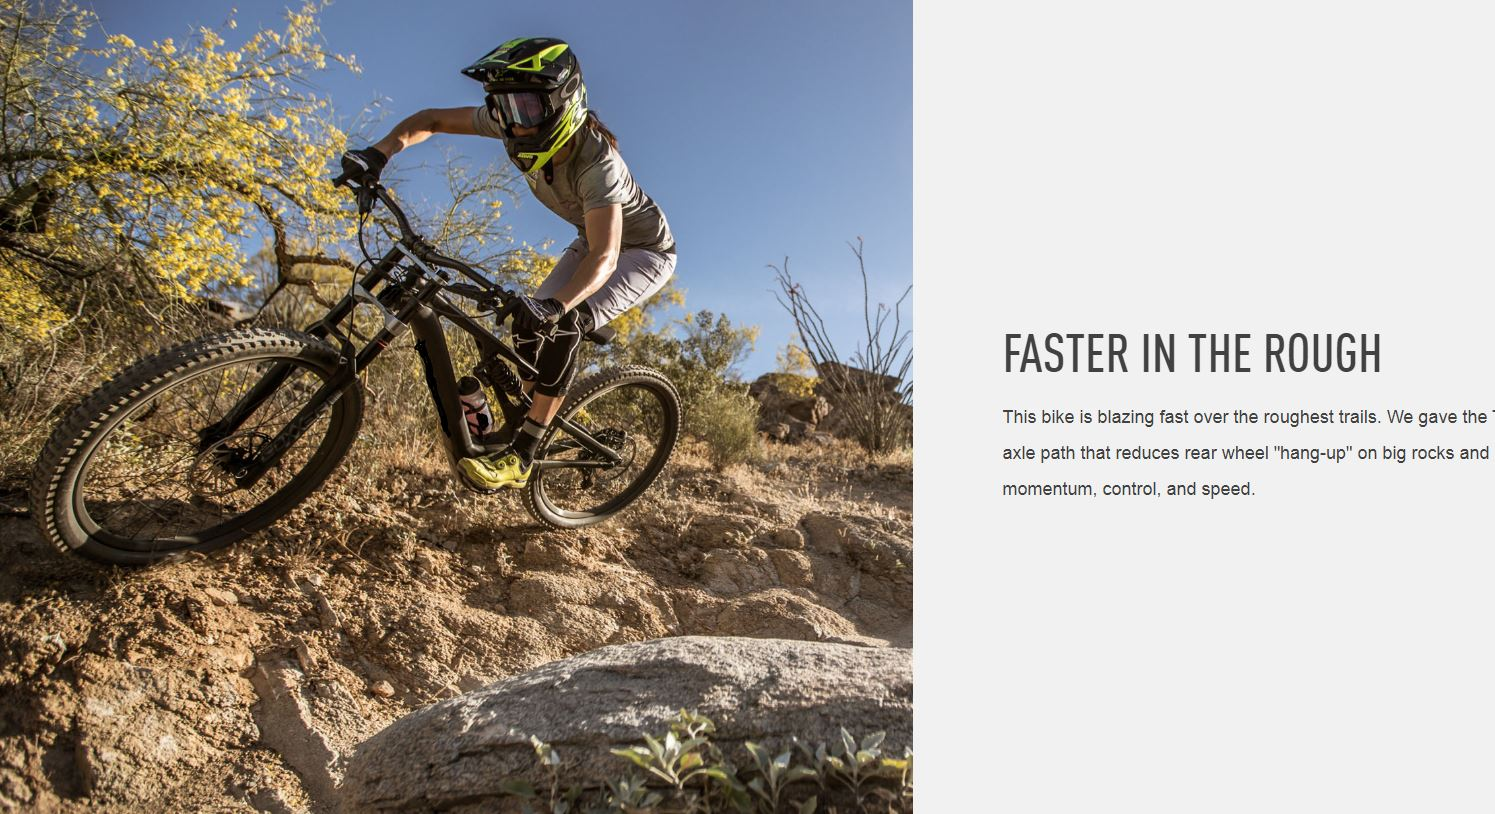 FASTER IN THE ROUGH
This bike is blazing fast over the roughest trails. We gave the
axle path that reduces rear wheel "hang-up" on big rocks and
momentum, control, and speed.